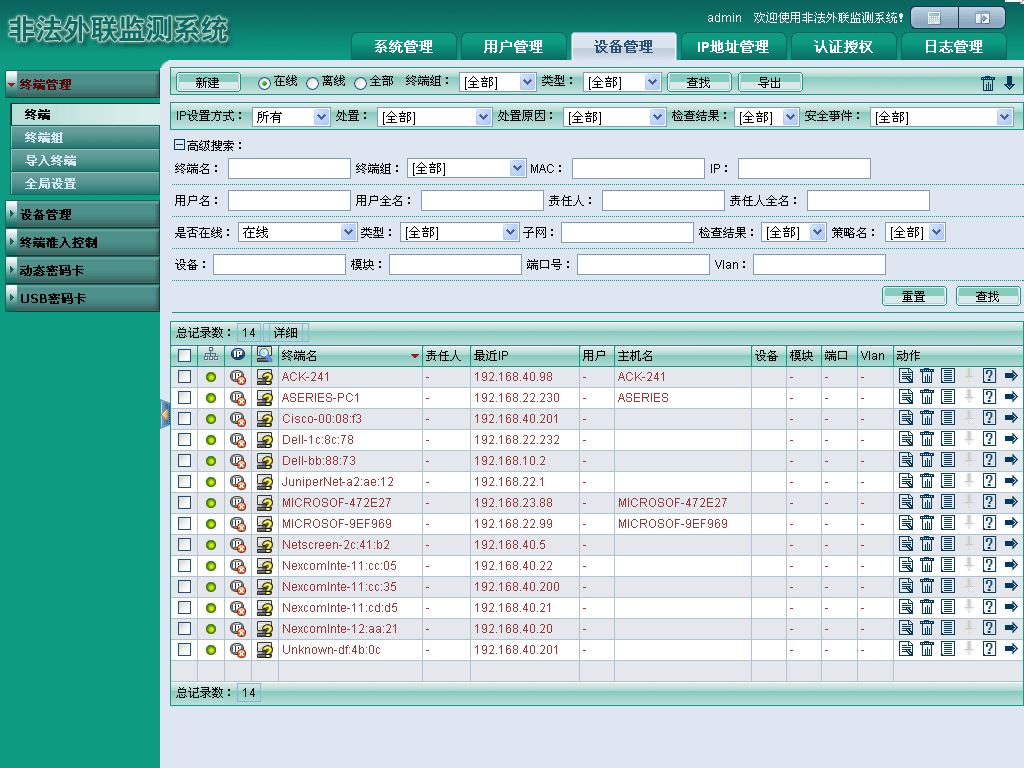 非法外联监测系统
admin 欢迎使用非法外联监测系统!
系统管理 用户管理 设备管理 IP地址管理 认证授权 日志管理
终端管理
终端
终端组
导入终端
全局设置
设备管理
终端准入控制
动态密码卡
USB密码卡
新建 在线 离线 全部 终端组: [全部] 类型: [全部] 查找 导出
IP设置方式: 所有 处置: [全部] 处置原因: [全部] 检查结果: [全部] 安全事件: [全部]
高级搜索:
终端名: 终端组: [全部] MAC: IP:
用户名: 用户全名: 责任人: 责任人全名:
是否在线: 在线 类型: [全部] 子网: 检查结果: [全部] 策略名: [全部]
设备: 模块: 端口号: Vlan:
重置 查找
总记录数: 14 详细
IP 终端名 责任人 最近IP 用户 主机名 设备 模块 端口 Vlan 动作
ACK-241 - 192.168.40.98 - ACK-241 - - - -
ASERIES-PC1 - 192.168.22.230 - ASERIES - - - -
Cisco-00:08:f3 - 192.168.40.201 - - - - -
Dell-1c:8c:78 - 192.168.22.232 - - - - -
Dell-bb:88:73 - 192.168.10.2 - - - - -
JuniperNet-a2:ae:12 - 192.168.22.1 - - - - -
MICROSOF-472E27 - 192.168.23.88 - MICROSOF-472E27 - - - -
MICROSOF-9EF969 - 192.168.22.99 - MICROSOF-9EF969 - - - -
Netscreen-2c:41:b2 - 192.168.40.5 - - - - -
NexcomInte-11:cc:05 - 192.168.40.22 - - - - -
NexcomInte-11:cc:35 - 192.168.40.200 - - - - -
NexcomInte-11:cd:d5 - 192.168.40.21 - - - - -
NexcomInte-12:aa:21 - 192.168.40.20 - - - - -
Unknown-df:4b:0c - 192.168.40.201 - - - - -
总记录数: 14